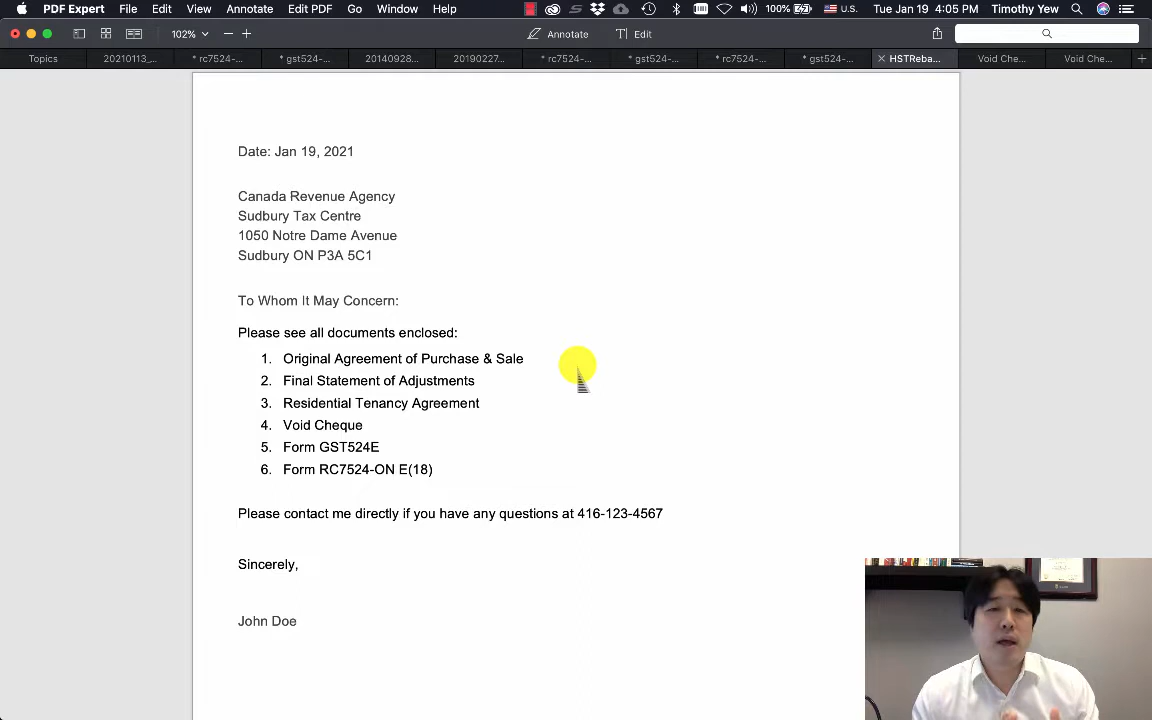 PDF Expert File Edit View Annotate Edit PDF Go Window Help 100% U.S. Tue Jan 19 4:05 PM Timothy Yew
102% Annotate Edit
Topics 20210113_... * rc7524-... * gst524-... 20140928... 20190227... * rc7524-... * gst524-... * rc7524-... * gst524-... HSTReba... Void Che... Void Che...
Date: Jan 19, 2021
Canada Revenue Agency
Sudbury Tax Centre
1050 Notre Dame Avenue
Sudbury ON P3A 5C1
To Whom It May Concern:
Please see all documents enclosed:
1. Original Agreement of Purchase & Sale
2. Final Statement of Adjustments
3. Residential Tenancy Agreement
4. Void Cheque
5. Form GST524E
6. Form RC7524-ON E(18)
Please contact me directly if you have any questions at 416-123-4567
Sincerely,
John Doe